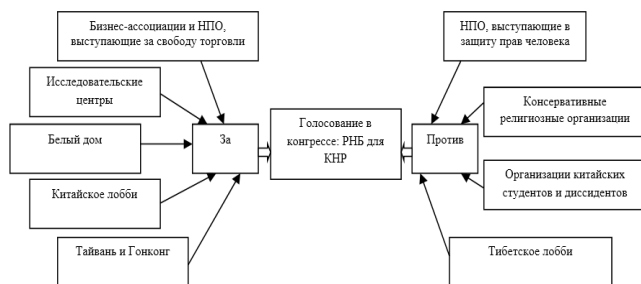 Бизнес-ассоциации и НПО,
выступающие за свободу торговли
НПО, выступающие в
защиту прав человека
Исследовательские
центры
Консервативные
религиозные организации
Белый дом
За
Голосование в
конгрессе: РНБ для
КНР
Против
Китайское лобби
Организации китайских
студентов и диссидентов
Тайвань и Гонконг
Тибетское лобби